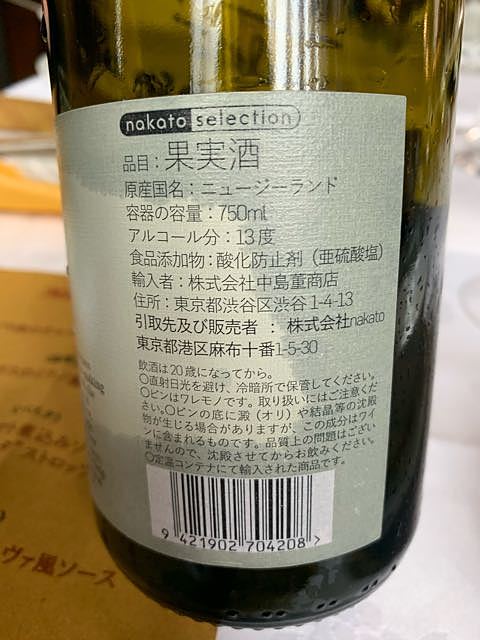 nakato selection
品目：果実酒
原産国名：ニュージーランド
容器の容量：750ml
アルコール分：13度
食品添加物：酸化防止剤（亜硫酸塩）
輸入者：株式会社中島董商店
住所：東京都渋谷区渋谷1-4-13
引取先及び販売者：株式会社nakato
東京都港区麻布十番1-5-30
飲酒は20歳になってから。
○直射日光を避け、冷暗所で保管してください。
○ビンはワレモノです。取り扱いにはご注意くださ
い。○ビンの底に澱（オリ）や結晶等の沈殿
物が生じる場合がありますが、この成分はワイ
ンに含まれるものです。品質上の問題はござい
ませんので、沈殿させてからお飲みください。
○定温コンテナにて輸入された商品です。
9 421902 704208 >
ヴァ風ソース